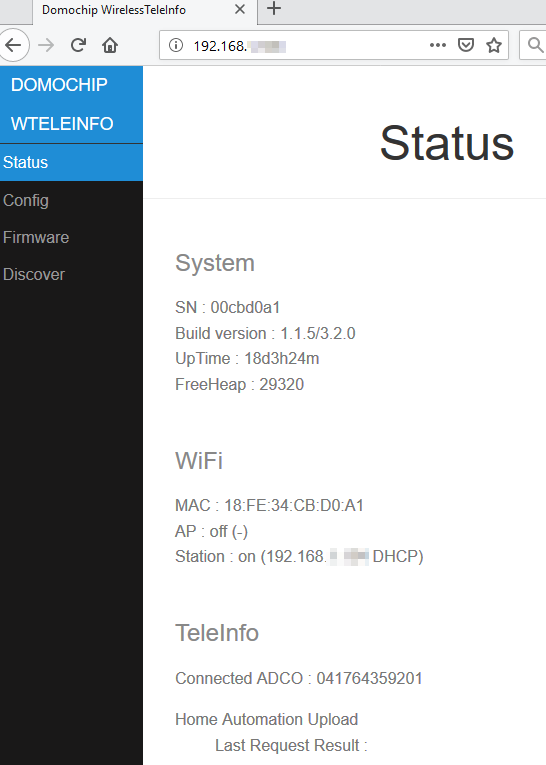 Domochip WirelessTeleInfo
192.168.
DOMOCHIP
WTELEINFO
Status
Config
Firmware
Discover
Status
System
SN : 00cbd0a1
Build version : 1.1.5/3.2.0
UpTime : 18d3h24m
FreeHeap : 29320
WiFi
MAC : 18:FE:34:CB:D0:A1
AP : off (-)
Station : on (192.168. DHCP)
TeleInfo
Connected ADCO : 041764359201
Home Automation Upload
Last Request Result :